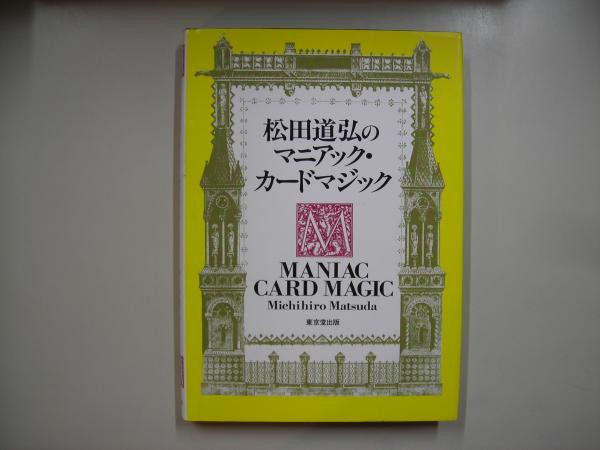 松田道弘の
マニアック・
カードマジック
M
MANIAC
CARD MAGIC
Michihiro Matsuda
東京堂出版